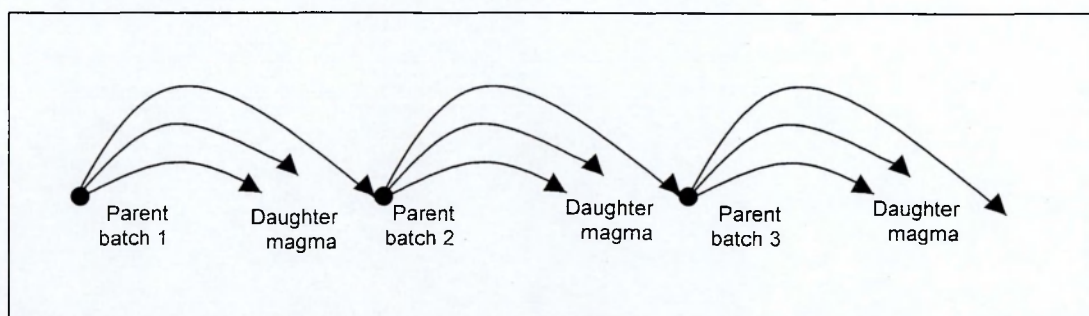 Parent
batch 1
Daughter
magma
Parent
batch 2
Daughter
magma
Parent
batch 3
Daughter
magma